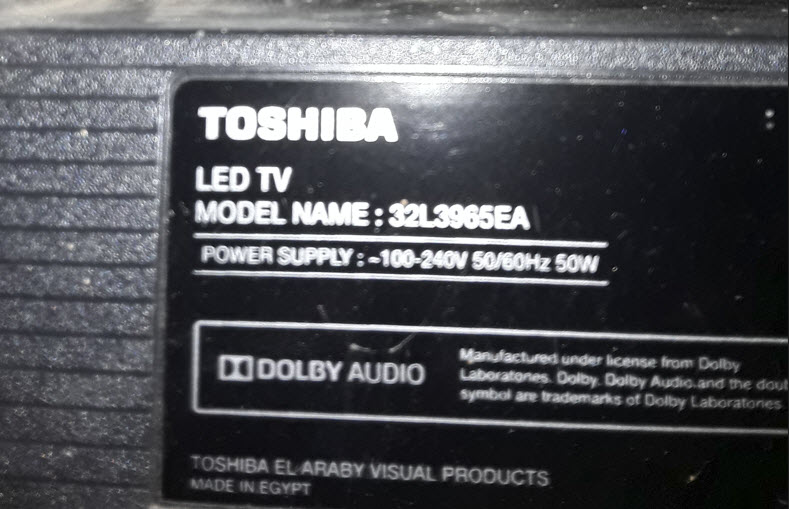 TOSHIBA
LED TV
MODEL NAME : 32L3965EA
POWER SUPPLY : ~100-240V 50/60Hz 50W
DOLBY AUDIO
Manufactured under license from Dolby
Laboratories. Dolby, Dolby Audio and the
symbol are trademarks of Dolby Laboratories.
TOSHIBA EL ARABY VISUAL PRODUCTS
MADE IN EGYPT